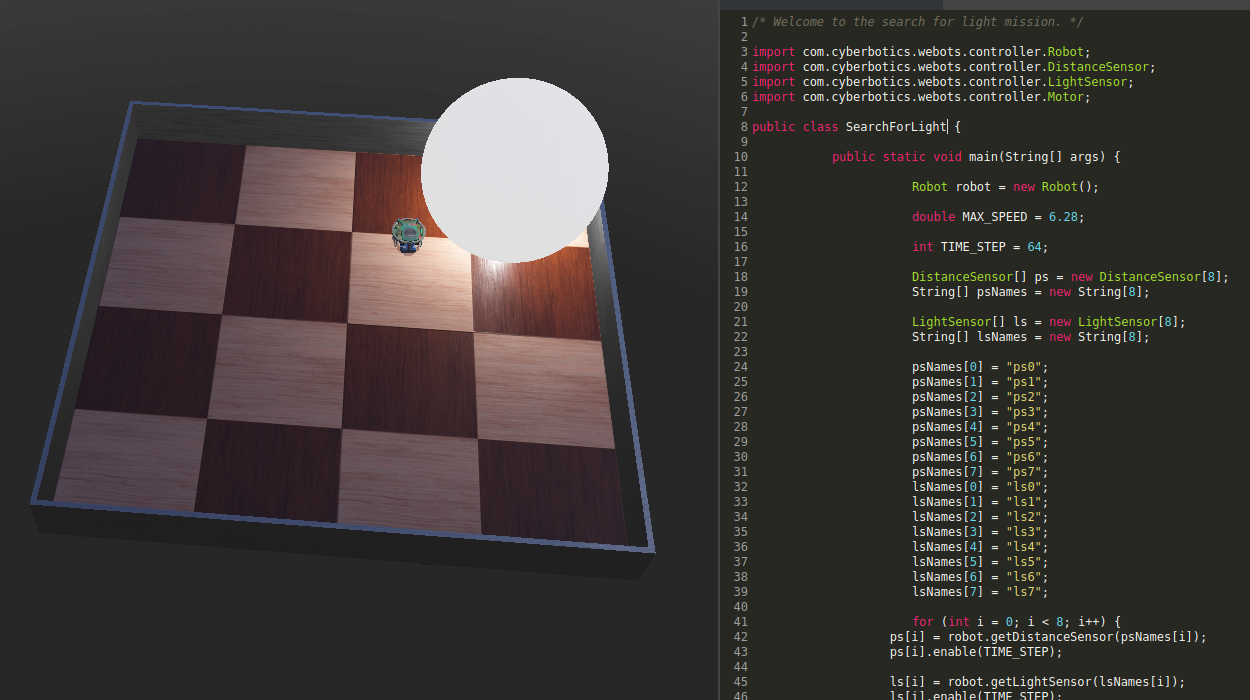 1 /* Welcome to the search for light mission. */
2
3 import com.cyberbotics.webots.controller.Robot;
4 import com.cyberbotics.webots.controller.DistanceSensor;
5 import com.cyberbotics.webots.controller.LightSensor;
6 import com.cyberbotics.webots.controller.Motor;
7
8 public class SearchForLight {
9
10 public static void main(String[] args) {
11
12 Robot robot = new Robot();
13
14 double MAX_SPEED = 6.28;
15
16 int TIME_STEP = 64;
17
18 DistanceSensor[] ps = new DistanceSensor[8];
19 String[] psNames = new String[8];
20
21 LightSensor[] ls = new LightSensor[8];
22 String[] lsNames = new String[8];
23
24 psNames[0] = "ps0";
25 psNames[1] = "ps1";
26 psNames[2] = "ps2";
27 psNames[3] = "ps3";
28 psNames[4] = "ps4";
29 psNames[5] = "ps5";
30 psNames[6] = "ps6";
31 psNames[7] = "ps7";
32 lsNames[0] = "ls0";
33 lsNames[1] = "ls1";
34 lsNames[2] = "ls2";
35 lsNames[3] = "ls3";
36 lsNames[4] = "ls4";
37 lsNames[5] = "ls5";
38 lsNames[6] = "ls6";
39 lsNames[7] = "ls7";
40
41 for (int i = 0; i < 8; i++) {
42 ps[i] = robot.getDistanceSensor(psNames[i]);
43 ps[i].enable(TIME_STEP);
44
45 ls[i] = robot.getLightSensor(lsNames[i]);
46 ls[i].enable(TIME_STEP);